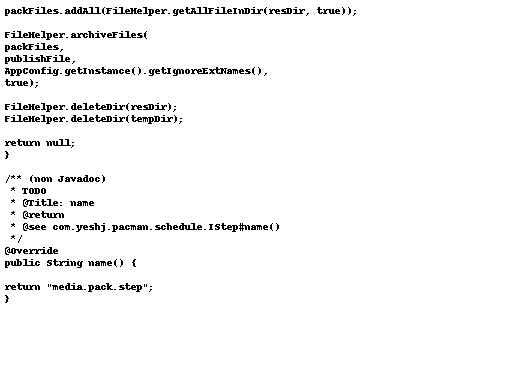 packFiles.addAll(FileHelper.getAllFileInDir(resDir, true));

FileHelper.archiveFiles(
packFiles,
publishFile,
AppConfig.getInstance().getIgnoreExtNames(),
true);

FileHelper.deleteDir(resDir);
FileHelper.deleteDir(tempDir);

return null;
}

/** (non Javadoc)
 * TODO
 * @Title: name
 * @return
 * @see com.yeshj.pacman.schedule.IStep#name()
 */
@Override
public String name() {

return "media.pack.step";
}